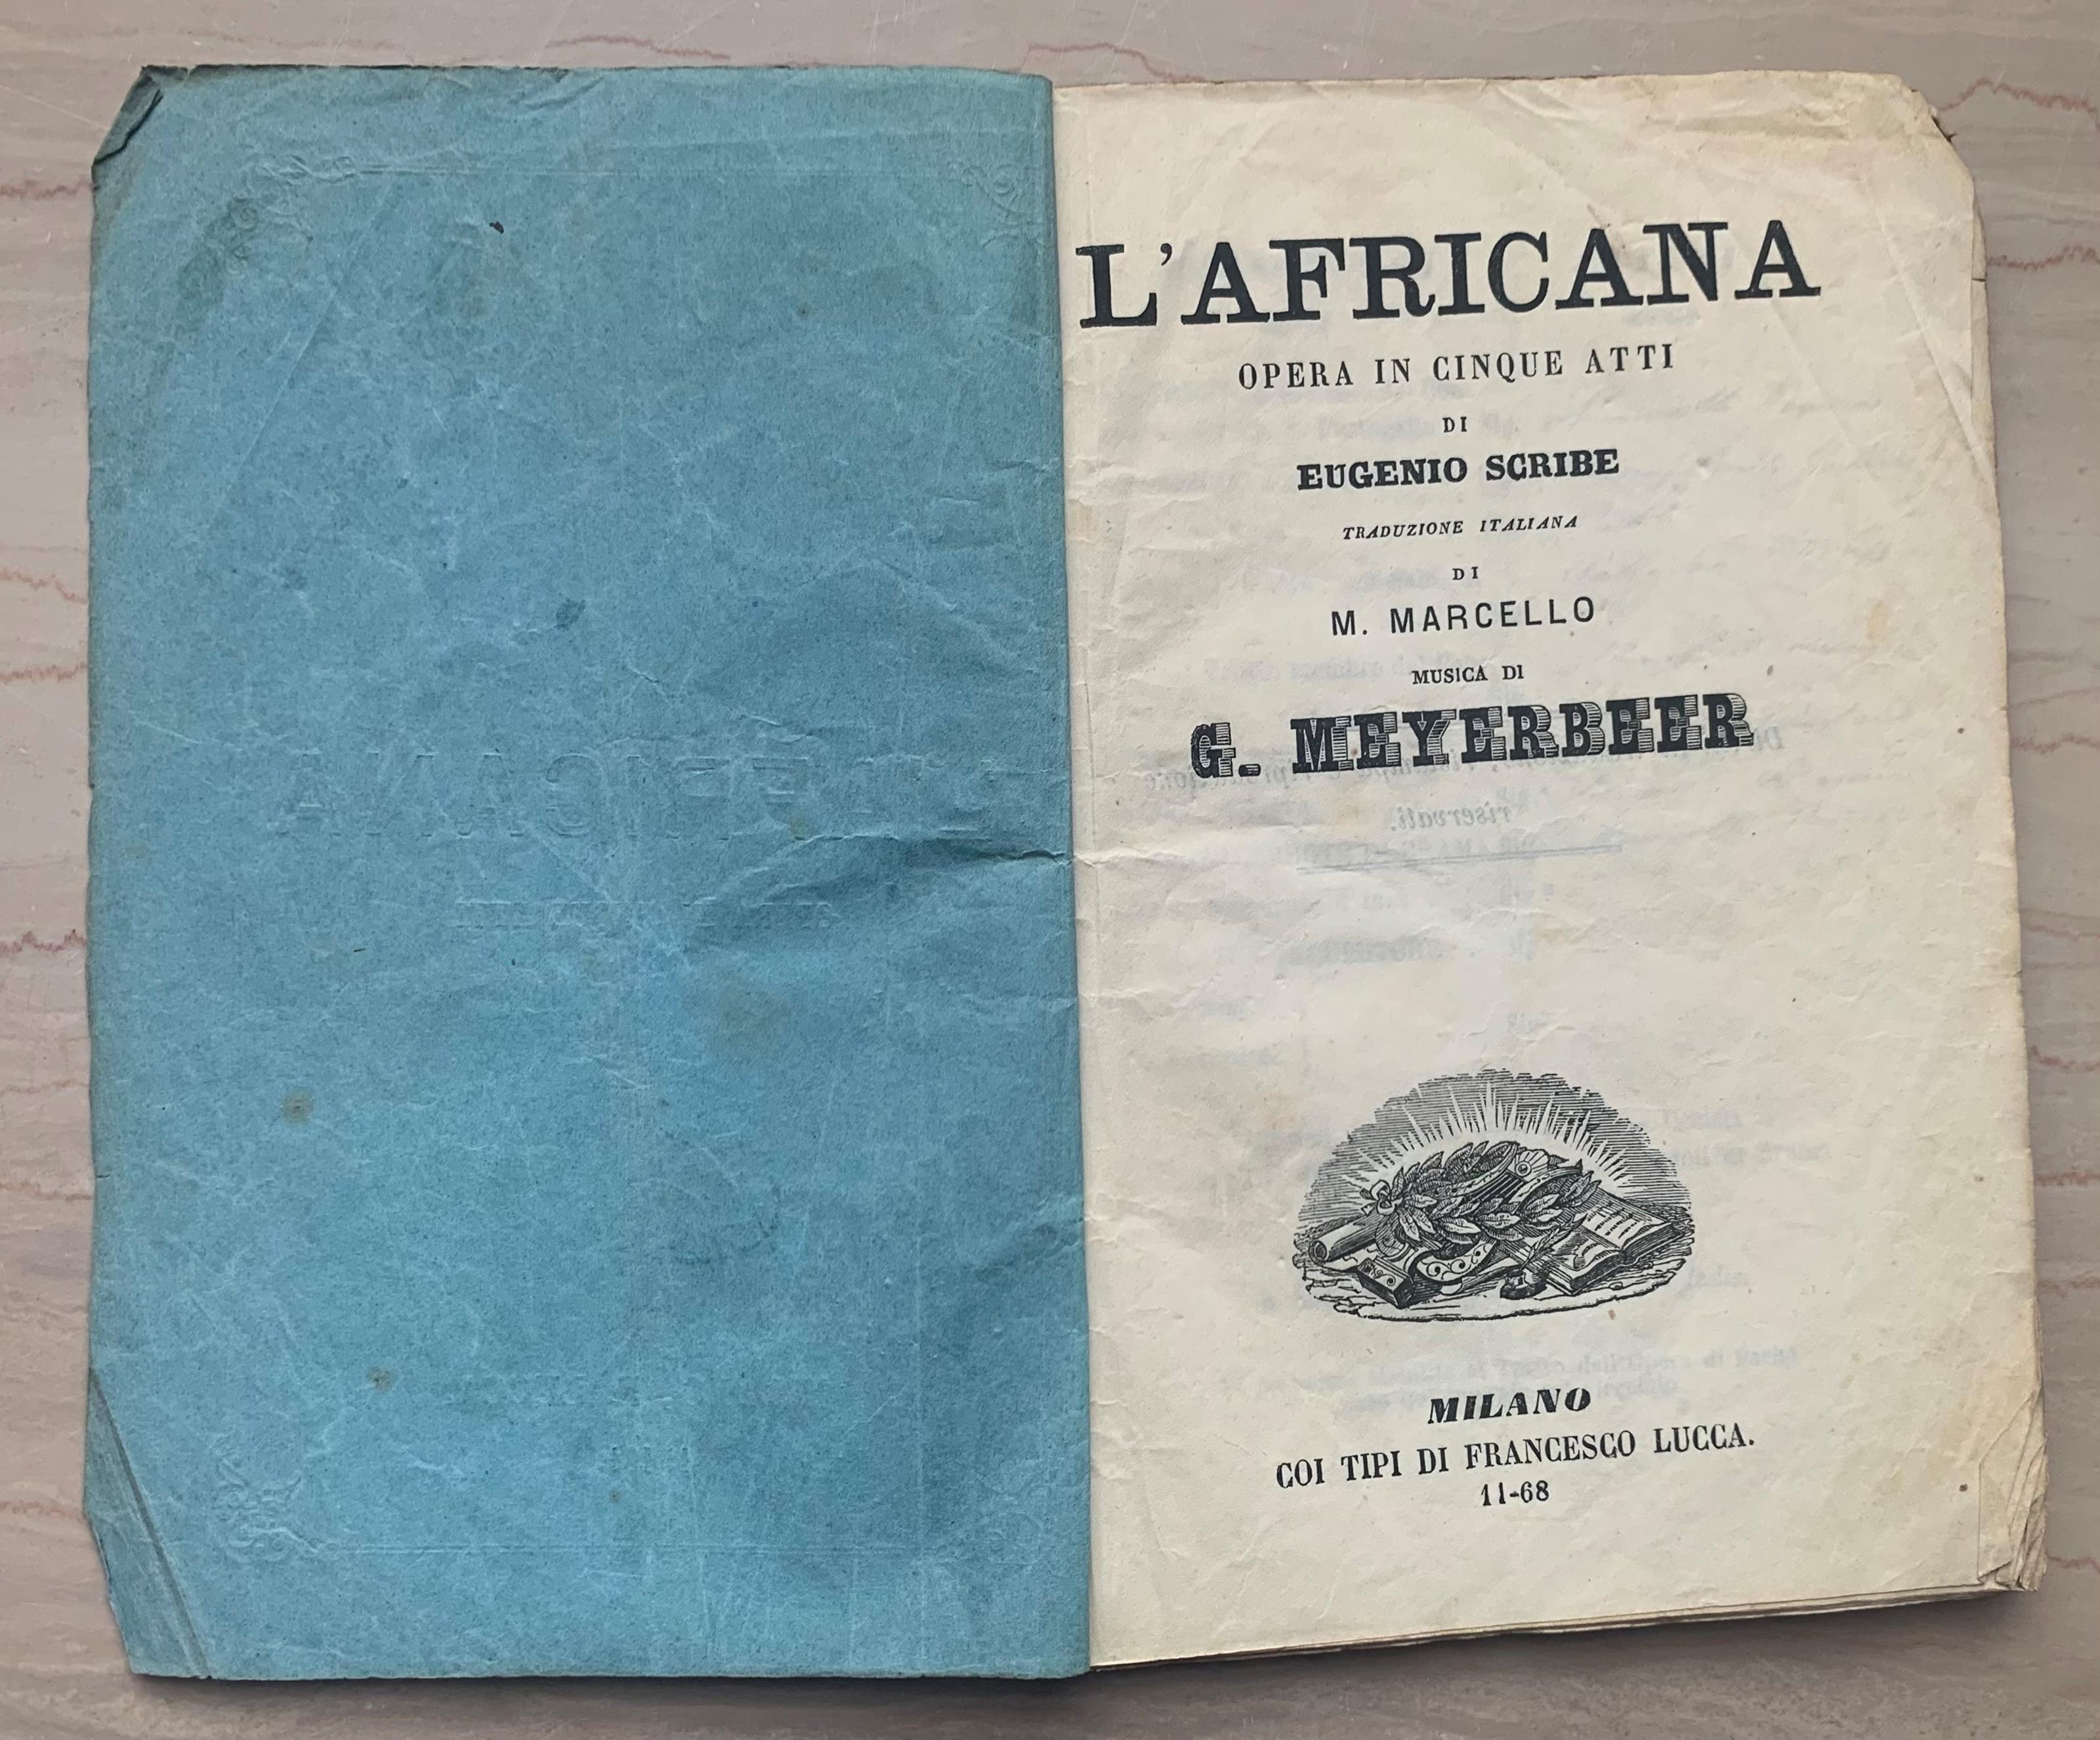 L'AFRICANA
OPERA IN CINQUE ATTI
DI
EUGENIO SCRIBE
TRADUZIONE ITALIANA
DI
M. MARCELLO
MUSICA DI
G. MEYERBEER
riservati.
MILANO
COI TIPI DI FRANCESCO LUCCA.
11-68